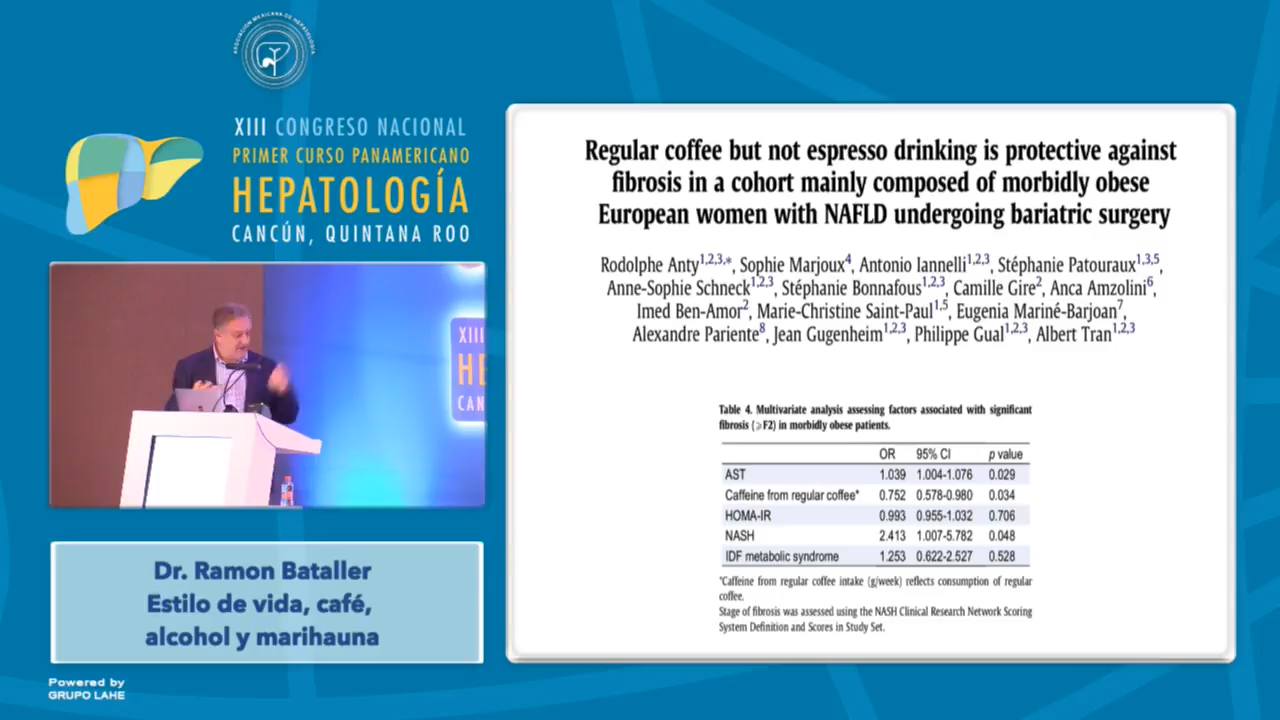 ASOCIACIÓN MEXICANA DE HEPATOLOGÍA
XIII CONGRESO NACIONAL
PRIMER CURSO PANAMERICANO
HEPATOLOGÍA
CANCÚN, QUINTANA ROO
XIII
HE
CAN
Dr. Ramon Bataller
Estilo de vida, café,
alcohol y marihauna
Powered by
GRUPO LAHE
Regular coffee but not espresso drinking is protective against
fibrosis in a cohort mainly composed of morbidly obese
European women with NAFLD undergoing bariatric surgery
Rodolphe Anty1,2,3,*, Sophie Marjoux4, Antonio Iannelli1,2,3, Stéphanie Patouraux1,3,5,
Anne-Sophie Schneck1,2,3, Stéphanie Bonnafous1,2,3, Camille Gire2, Anca Amzolini6,
Imed Ben-Amor2, Marie-Christine Saint-Paul1,5, Eugenia Mariné-Barjoan7,
Alexandre Pariente8, Jean Gugenheim1,2,3, Philippe Gual1,2,3, Albert Tran1,2,3
Table 4. Multivariate analysis assessing factors associated with significant
fibrosis (⩾F2) in morbidly obese patients.
OR 95% CI p value
AST 1.039 1.004-1.076 0.029
Caffeine from regular coffee* 0.752 0.578-0.980 0.034
HOMA-IR 0.993 0.955-1.032 0.706
NASH 2.413 1.007-5.782 0.048
IDF metabolic syndrome 1.253 0.622-2.527 0.528
*Caffeine from regular coffee intake (g/week) reflects consumption of regular
coffee.
Stage of fibrosis was assessed using the NASH Clinical Research Network Scoring
System Definition and Scores in Study Set.